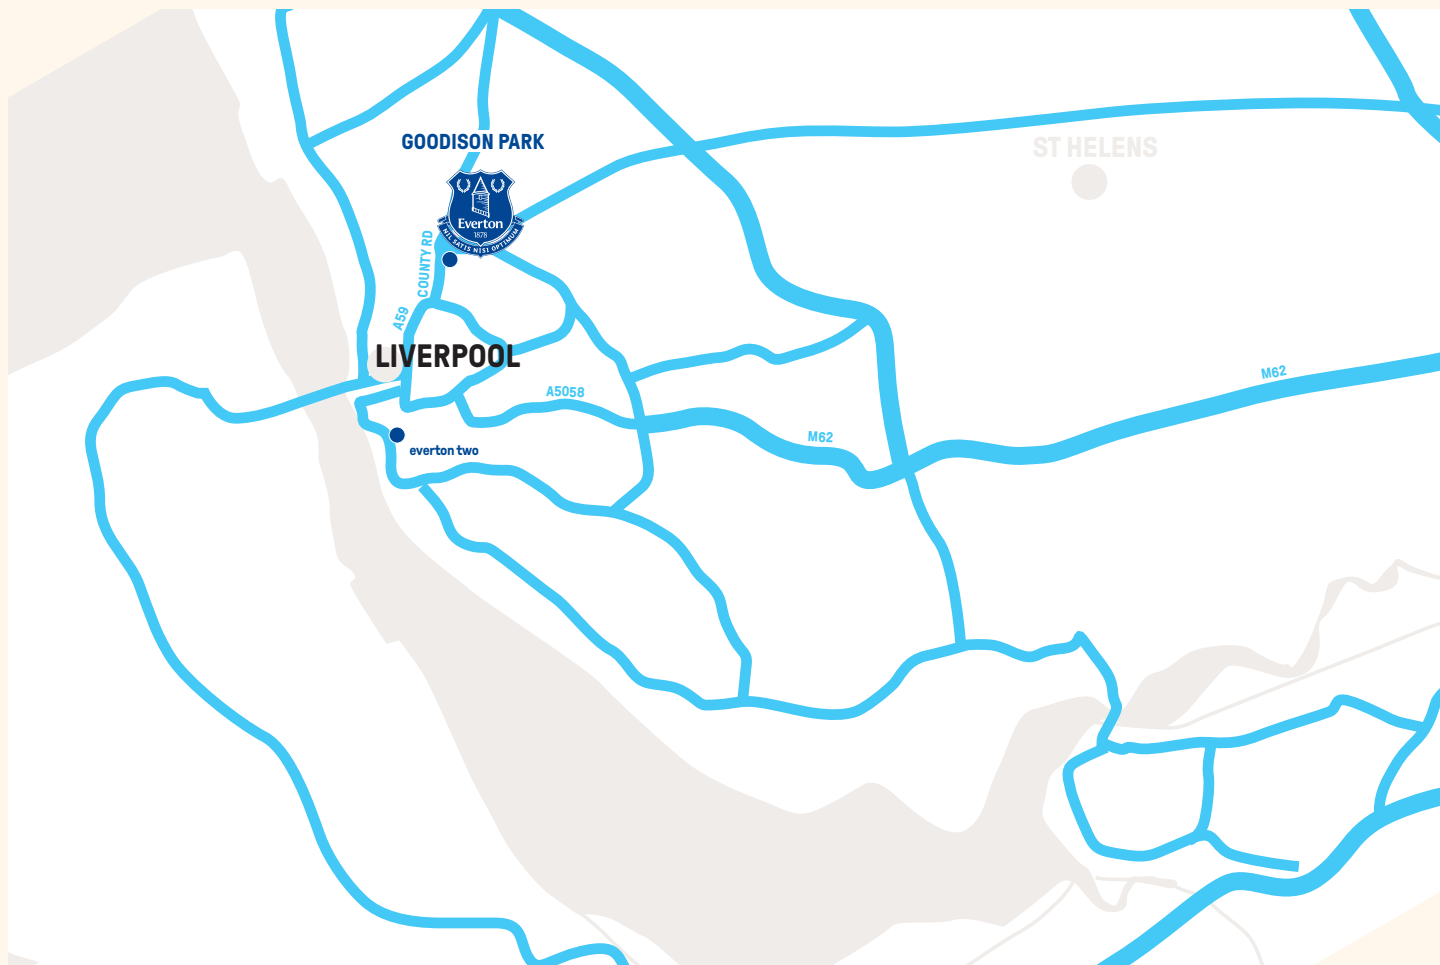 GOODISON PARK
ST HELENS
Everton
1878
NIL SATIS NISI OPTIMUM
COUNTY RD
A59
LIVERPOOL
M62
A5058
M62
everton two